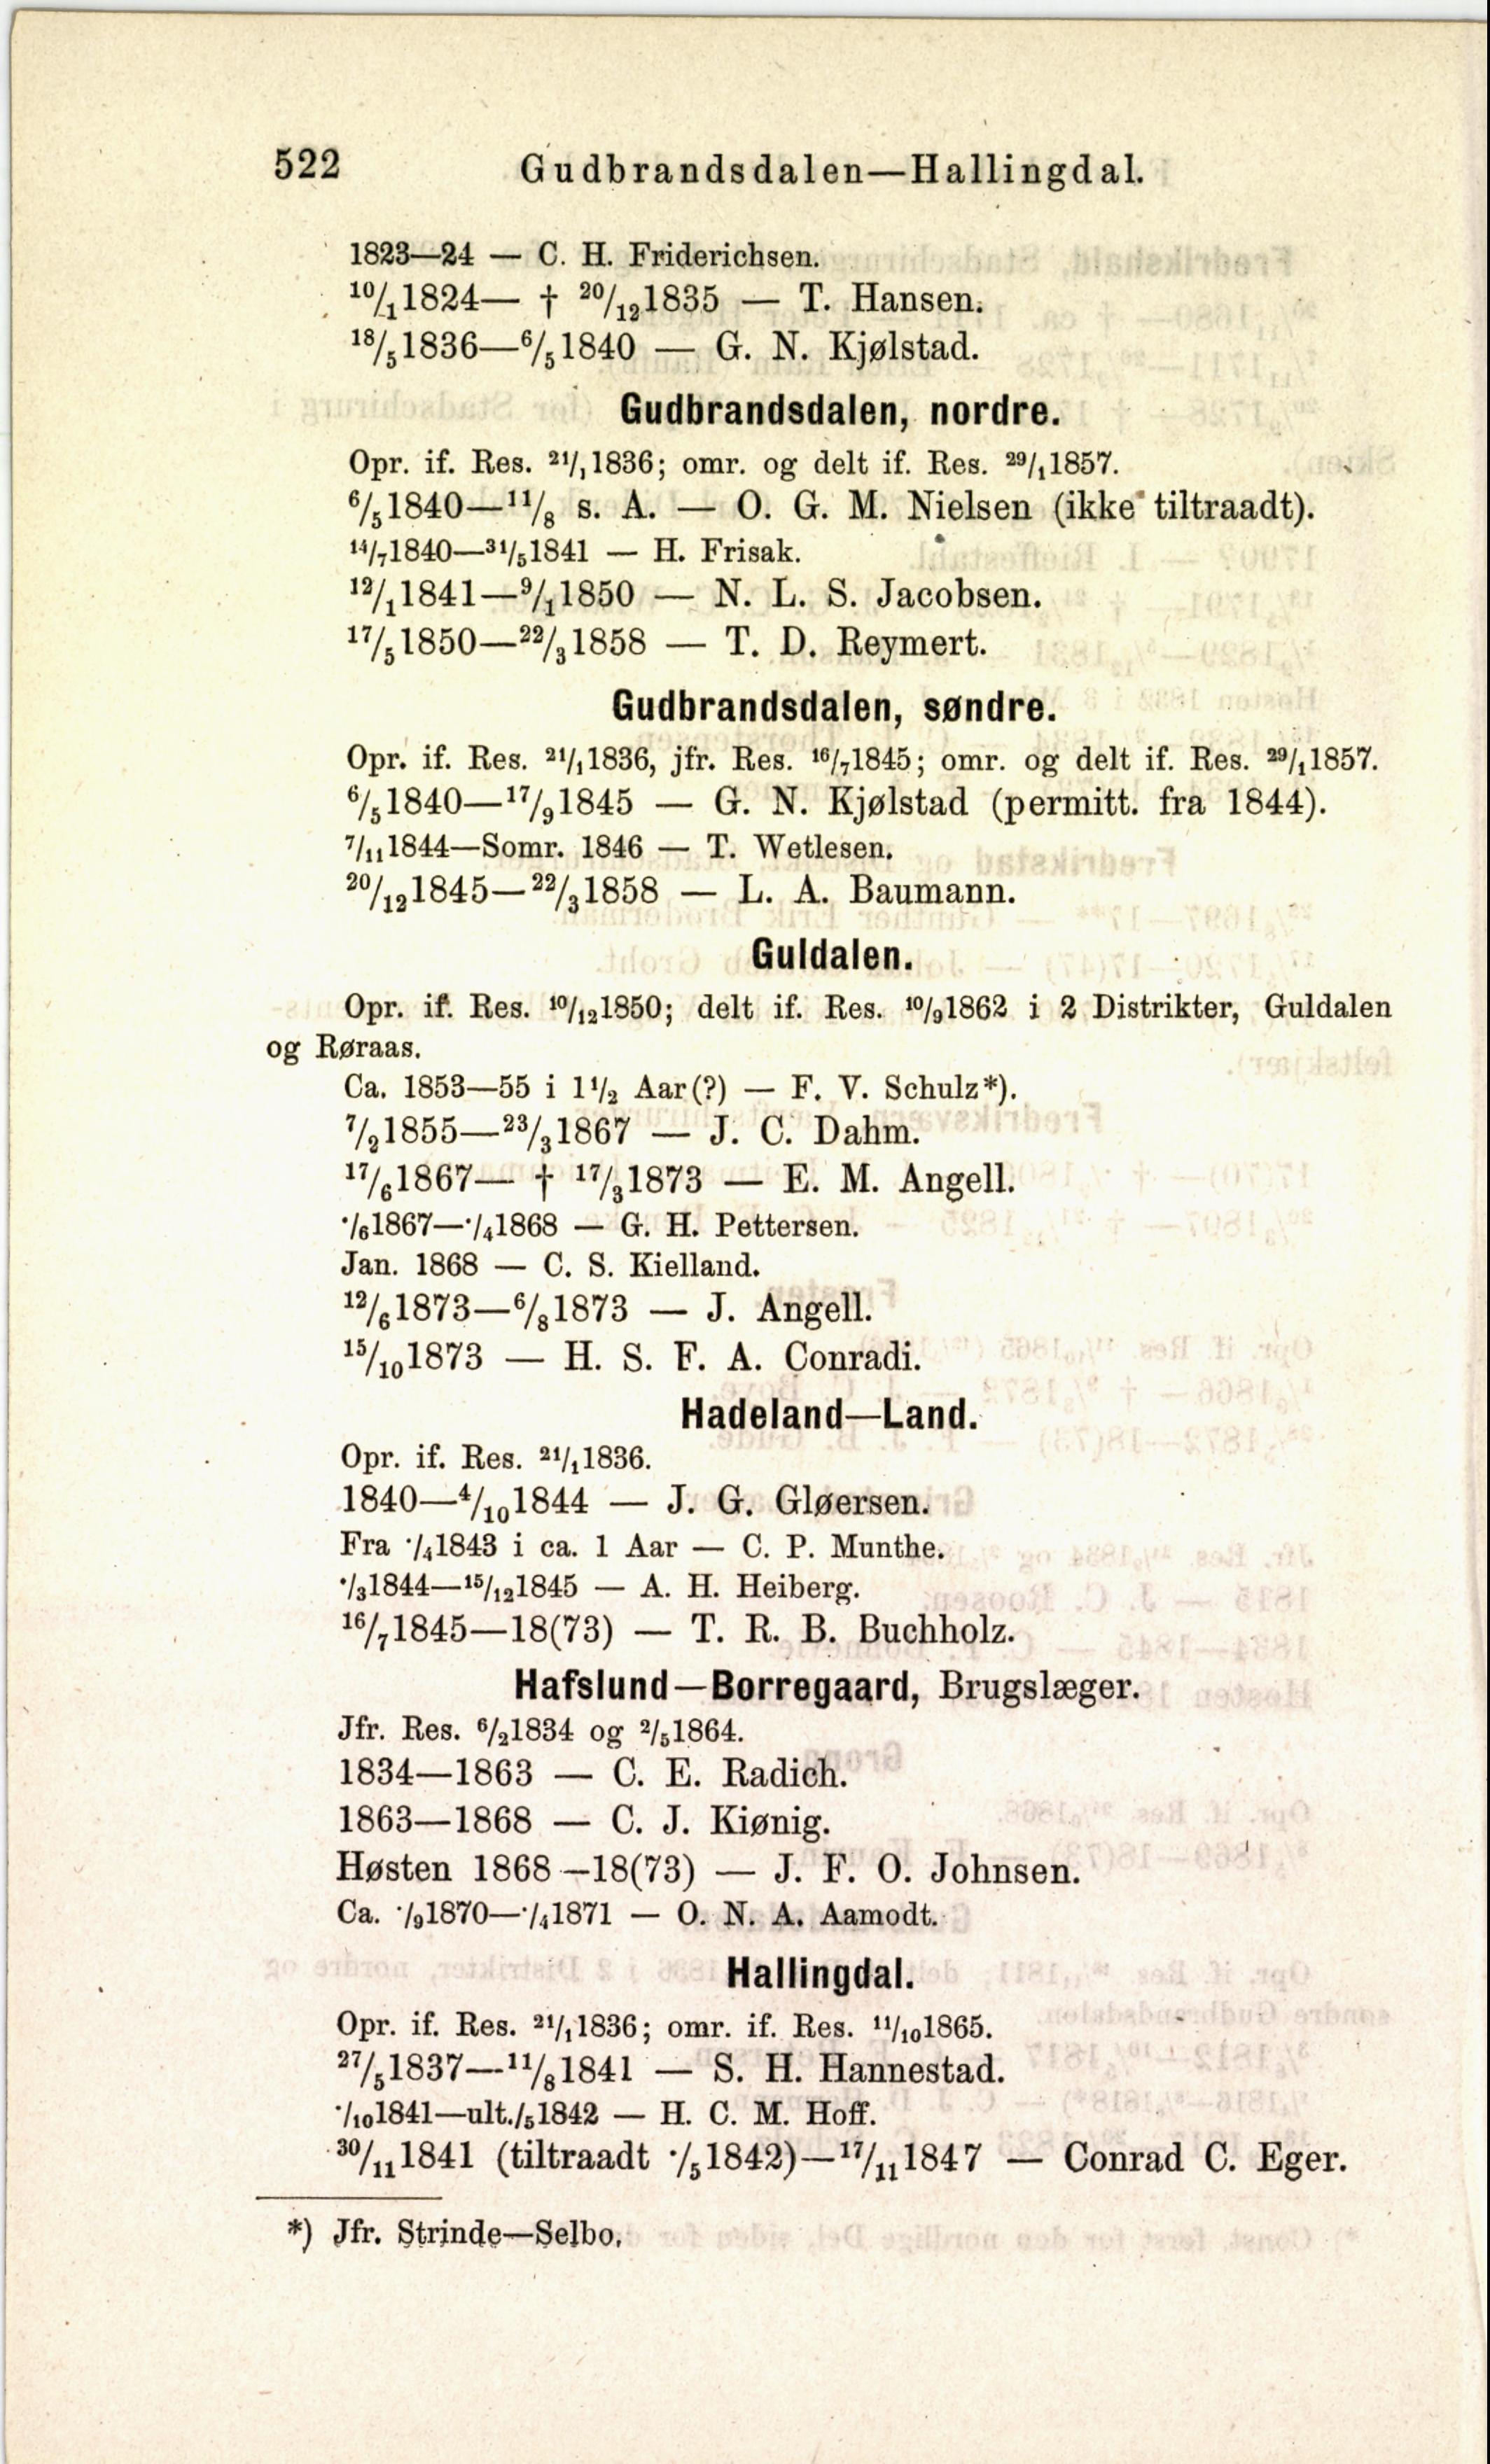 522 Gudbrandsdalen—Hallingdal.
1823—24 — C. H. Friderichsen.
10/1 1824— † 20/12 1835 — T. Hansen.
18/5 1836—6/5 1840 — G. N. Kjølstad.
Gudbrandsdalen, nordre.
Opr. if. Res. 21/1 1836; omr. og delt if. Res. 29/1 1857.
6/5 1840—11/8 s. A. — O. G. M. Nielsen (ikke tiltraadt).
14/7 1840—31/5 1841 — H. Frisak.
12/1 1841—9/1 1850 — N. L. S. Jacobsen.
17/5 1850—22/3 1858 — T. D. Reymert.
Gudbrandsdalen, søndre.
Opr. if. Res. 21/1 1836, jfr. Res. 16/7 1845; omr. og delt if. Res. 29/1 1857.
6/5 1840—17/9 1845 — G. N. Kjølstad (permitt. fra 1844).
7/11 1844—Somr. 1846 — T. Wetlesen.
20/12 1845—22/3 1858 — L. A. Baumann.
Guldalen.
Opr. if. Res. 10/12 1850; delt if. Res. 10/9 1862 i 2 Distrikter, Guldalen
og Røraas.
Ca. 1853—55 i 1 1/2 Aar (?) — F. V. Schulz*).
7/2 1855—23/3 1867 — J. C. Dahm.
17/6 1867— † 17/3 1873 — E. M. Angell.
·/6 1867—·/4 1868 — G. H. Pettersen.
Jan. 1868 — C. S. Kielland.
12/6 1873—6/8 1873 — J. Angell.
15/10 1873 — H. S. F. A. Conradi.
Hadeland—Land.
Opr. if. Res. 21/1 1836.
1840—4/10 1844 — J. G. Gløersen.
Fra ·/4 1843 i ca. 1 Aar — C. P. Munthe.
·/3 1844—15/12 1845 — A. H. Heiberg.
16/7 1845—18(73) — T. R. B. Buchholz.
Hafslund—Borregaard, Brugslæger.
Jfr. Res. 6/2 1834 og 2/5 1864.
1834—1863 — C. E. Radich.
1863—1868 — C. J. Kiønig.
Høsten 1868—18(73) — J. F. O. Johnsen.
Ca. ·/9 1870—·/4 1871 — O. N. A. Aamodt.
Hallingdal.
Opr. if. Res. 21/1 1836; omr. if. Res. 11/10 1865.
27/5 1837—11/8 1841 — S. H. Hannestad.
·/10 1841—ult./5 1842 — H. C. M. Hoff.
30/11 1841 (tiltraadt ·/5 1842)—17/11 1847 — Conrad C. Eger.
*) Jfr. Strinde—Selbo.